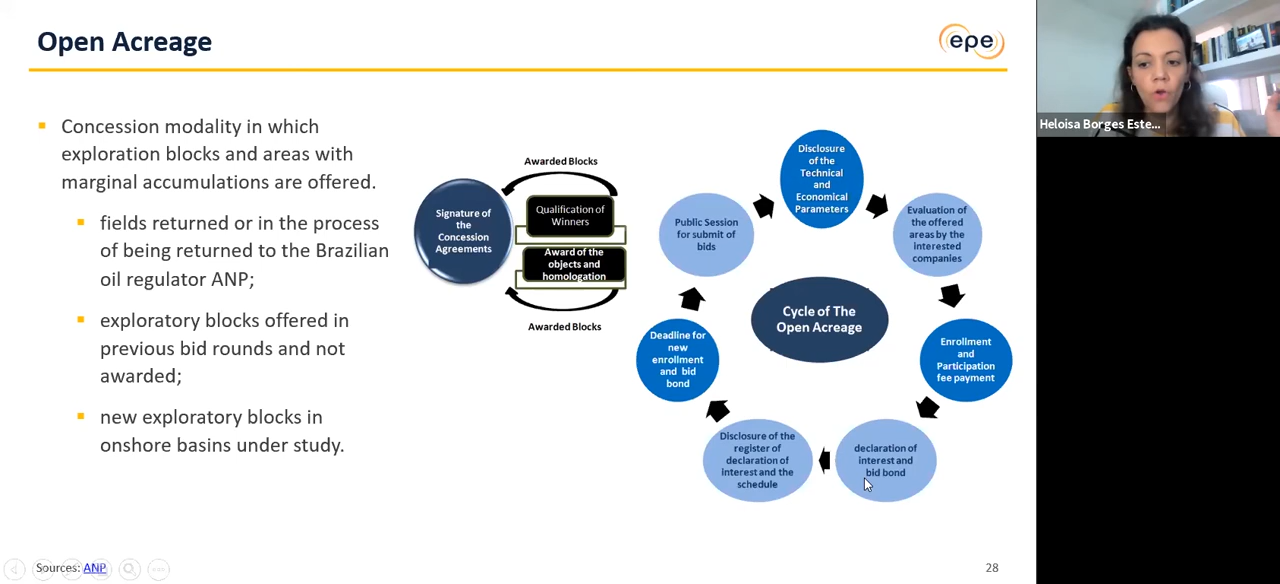 Open Acreage
epe
Heloisa Borges Este...
Concession modality in which
exploration blocks and areas with
marginal accumulations are offered.
fields returned or in the process
of being returned to the Brazilian
oil regulator ANP;
exploratory blocks offered in
previous bid rounds and not
awarded;
new exploratory blocks in
onshore basins under study.
Awarded Blocks
Signature of
the
Concession
Agreements
Qualification of
Winners
Award of the
objects and
homologation
Awarded Blocks
Cycle of The
Open Acreage
Disclosure
of the
Technical
and
Economical
Parameters
Evaluation of
the offered
areas by the
interested
companies
Enrollment
and
Participation
fee payment
declaration of
interest and
bid bond
Disclosure of the
register of
declaration of
interest and the
schedule
Deadline for
new
enrollment
and bid
bond
Public Session
for submit of
bids
Sources: ANP
28